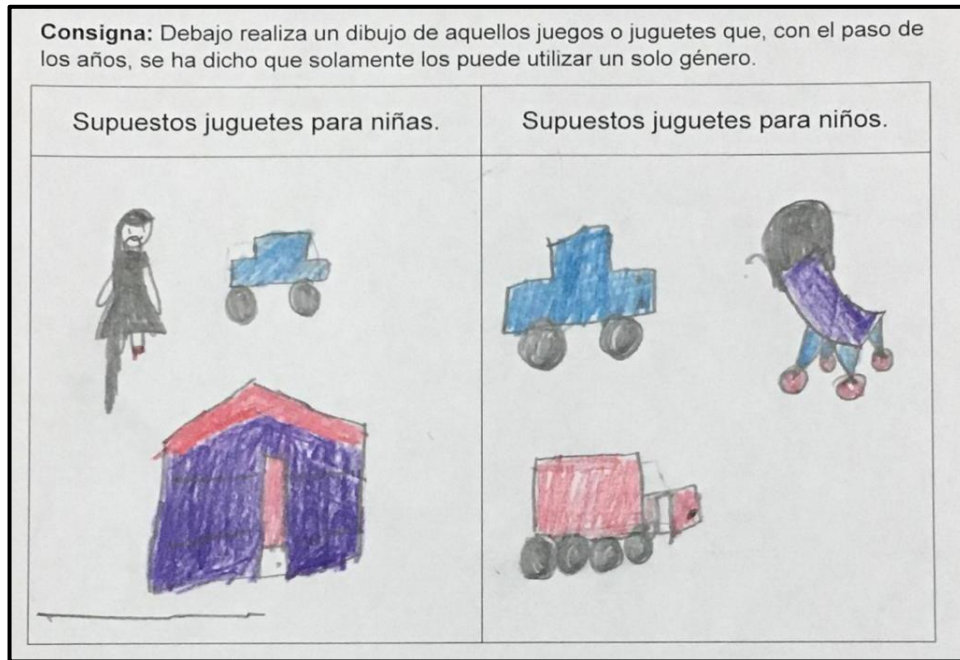 Consigna: Debajo realiza un dibujo de aquellos juegos o juguetes que, con el paso de
los años, se ha dicho que solamente los puede utilizar un solo género.
Supuestos juguetes para niñas.
Supuestos juguetes para niños.